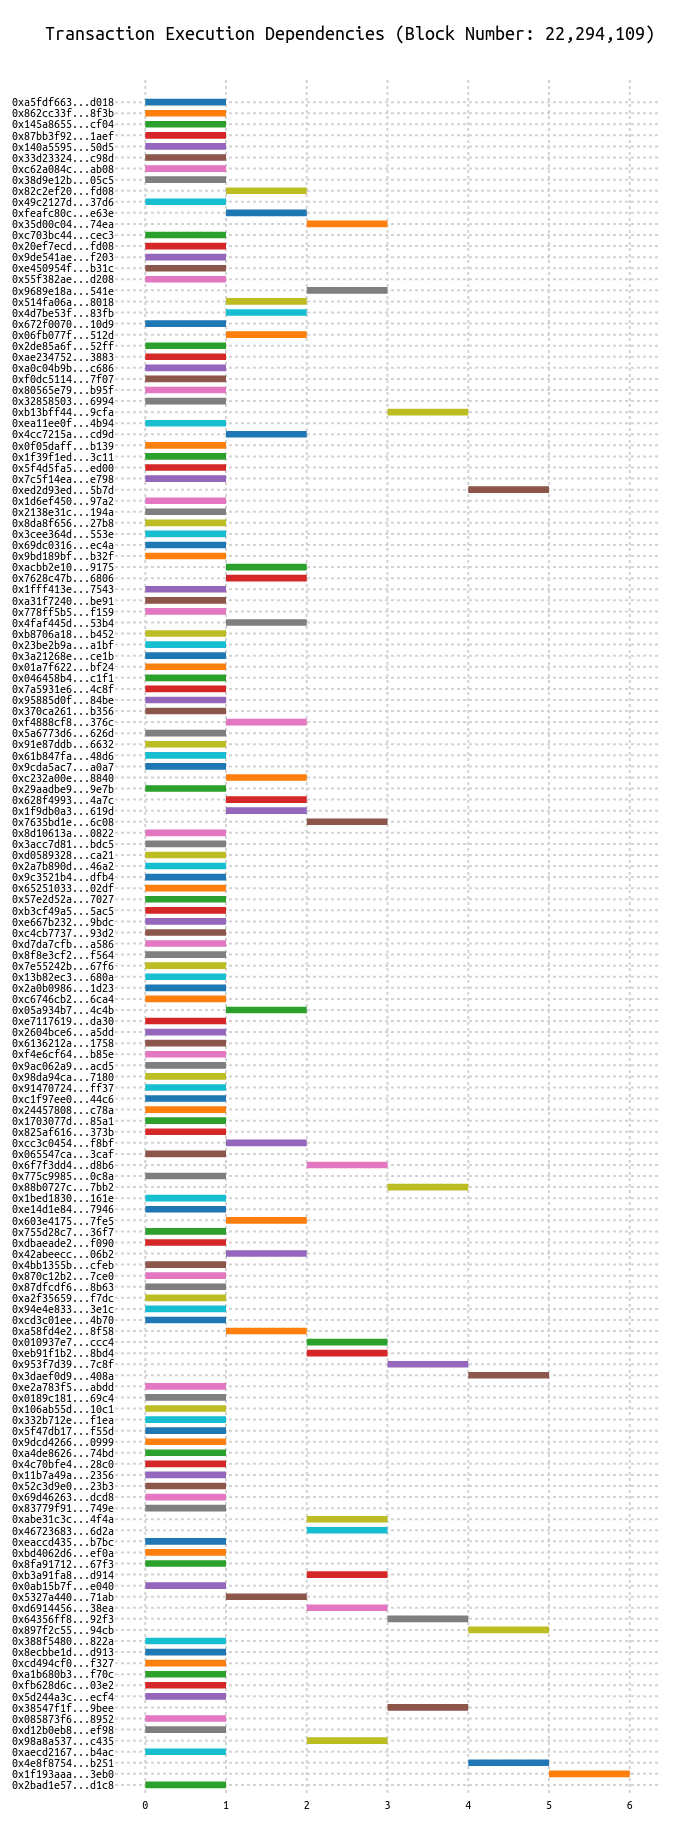 Transaction Execution Dependencies (Block Number: 22,294,109)
0xa5fdf663...d018
0x862cc33f...8f3b
0x145a8655...cf04
0x87bb3f92...1aef
0x140a5595...50d5
0x33d23324...c98d
0xc62a084c...ab08
0x38d9e12b...05c5
0x82c2ef20...fd08
0x49c2127d...37d6
0xfeafc80c...e63e
0x35d00c04...74ea
0xc703bc44...cec3
0x20ef7ecd...fd08
0x9de541ae...f203
0xe450954f...b31c
0x55f382ae...d208
0x9689e18a...541e
0x514fa06a...8018
0x4d7be53f...83fb
0x672f0070...10d9
0x06fb077f...512d
0x2de85a6f...52ff
0xae234752...3883
0xa0c04b9b...c686
0xf0dc5114...7f07
0x80565e79...b95f
0x32858503...6994
0xb13bff44...9cfa
0xea11ee0f...4b94
0x4cc7215a...cd9d
0x0f05daff...b139
0x1f39f1ed...3c11
0x5f4d5fa5...ed00
0x7c5f14ea...e798
0xed2d93ed...5b7d
0x1d6ef450...97a2
0x2138e31c...194a
0x8da8f656...27b8
0x3cee364d...553e
0x69dc0316...ec4a
0x9bd189bf...b32f
0xacbb2e10...9175
0x7628c47b...6806
0x1fff413e...7543
0xa31f7240...be91
0x778ff5b5...f159
0x4faf445d...53b4
0xb8706a18...b452
0x23be2b9a...a1bf
0x3a21268e...ce1b
0x01a7f622...bf24
0x046458b4...c1f1
0x7a5931e6...4c8f
0x95885d0f...84be
0x370ca261...b356
0xf4888cf8...376c
0x5a6773d6...626d
0x91e87ddb...6632
0x61b847fa...48d6
0x9cda5ac7...a0a7
0xc232a00e...8840
0x29aadbe9...9e7b
0x628f4993...4a7c
0x1f9db0a3...619d
0x7635bd1e...6c08
0x8d10613a...0822
0x3acc7d81...bdc5
0xd0589328...ca21
0x2a7b890d...46a2
0x9c3521b4...dfb4
0x65251033...02df
0x57e2d52a...7027
0xb3cf49a5...5ac5
0xe667b232...9bdc
0xc4cb7737...93d2
0xd7da7cfb...a586
0x8f8e3cf2...f564
0x7e55242b...67f6
0x13b82ec3...680a
0x2a0b0986...1d23
0xc6746cb2...6ca4
0x05a934b7...4c4b
0xe7117619...da30
0x2604bce6...a5dd
0x6136212a...1758
0xf4e6cf64...b85e
0x9ac062a9...acd5
0x98da94ca...7180
0x91470724...ff37
0xc1f97ee0...44c6
0x24457808...c78a
0x1703077d...85a1
0x825af616...373b
0xcc3c0454...f8bf
0x065547ca...3caf
0x6f7f3dd4...d8b6
0x775c9985...0c8a
0x88b0727c...7bb2
0x1bed1830...161e
0xe14d1e84...7946
0x603e4175...7fe5
0x755d28c7...36f7
0xdbaeade2...f090
0x42abeecc...06b2
0x4bb1355b...cfeb
0x870c12b2...7ce0
0x87dfcdf6...8b63
0xa2f35659...f7dc
0x94e4e833...3e1c
0xcd3c01ee...4b70
0xa58fd4e2...8f58
0x010937e7...ccc4
0xeb91f1b2...8bd4
0x953f7d39...7c8f
0x3daef0d9...408a
0xe2a783f5...abdd
0x0189c181...69c4
0x106ab55d...10c1
0x332b712e...f1ea
0x5f47db17...f55d
0x9dcd4266...0999
0xa4de8626...74bd
0x4c70bfe4...28c0
0x11b7a49a...2356
0x52c3d9e0...23b3
0x69d46263...dcd8
0x83779f91...749e
0xabe31c3c...4f4a
0x46723683...6d2a
0xeaccd435...b7bc
0xbd4062d6...ef0a
0x8fa91712...67f3
0xb3a91fa8...d914
0x0ab15b7f...e040
0x5327a440...71ab
0xd6914456...38ea
0x64356ff8...92f3
0x897f2c55...94cb
0x388f5480...822a
0x8ecbbe1d...d913
0xcd494cf0...f327
0xa1b680b3...f70c
0xfb628d6c...03e2
0x5d244a3c...ecf4
0x38547f1f...9bee
0x085873f6...8952
0xd12b0eb8...ef98
0x98a8a537...c435
0xaecd2167...b4ac
0x4e8f8754...b251
0x1f193aaa...3eb0
0x2bad1e57...d1c8
0 1 2 3 4 5 6